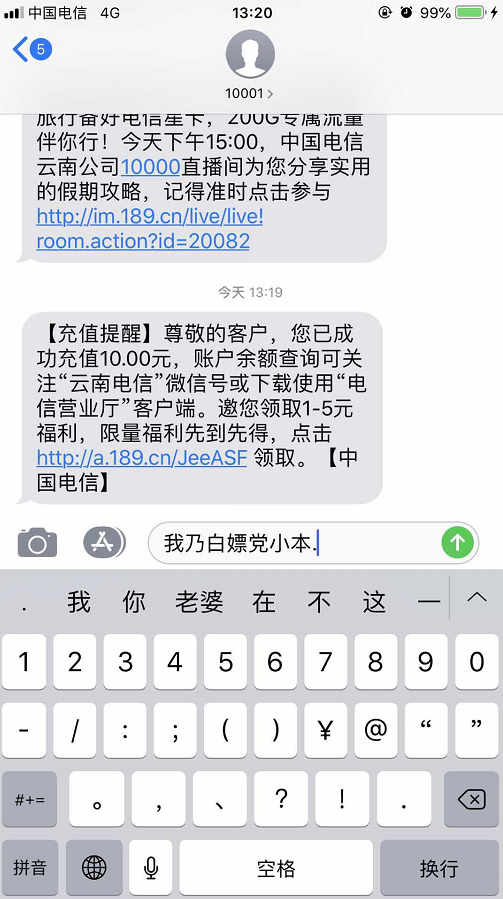 中国电信 4G 13:20 99%
5
10001
旅行备好电信星卡，200G专属流量
伴你行！今天下午15:00，中国电信
云南公司10000直播间为您分享实用
的假期攻略，记得准时点击参与
http://im.189.cn/live/live!
room.action?id=20082
今天 13:19
【充值提醒】尊敬的客户，您已成
功充值10.00元，账户余额查询可关
注“云南电信”微信号或下载使用“电
信营业厅”客户端。邀您领取1-5元
福利，限量福利先到先得，点击
http://a.189.cn/JeeASF 领取。【中
国电信】
我乃白嫖党小本.
. 我 你 老婆 在 不 这 一
1 2 3 4 5 6 7 8 9 0
- / : ; ( ) ¥ @ “ ”
#+= 。 , 、 ? ! .
拼音 空格 换行